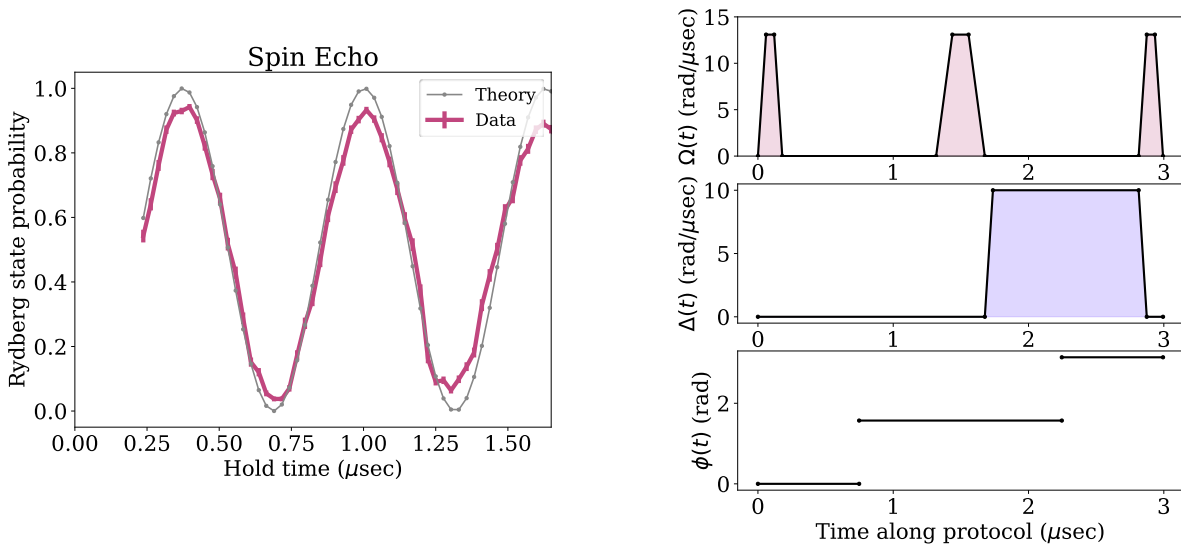 Spin Echo
Rydberg state probability
1.0
0.8
0.6
0.4
0.2
0.0
0.00 0.25 0.50 0.75 1.00 1.25 1.50
Hold time (μsec)
Theory
Data
Ω(t) (rad/μsec)
15
10
5
0
0 1 2 3
Δ(t) (rad/μsec)
10
5
0
0 1 2 3
ϕ(t) (rad)
2
0
0 1 2 3
Time along protocol (μsec)